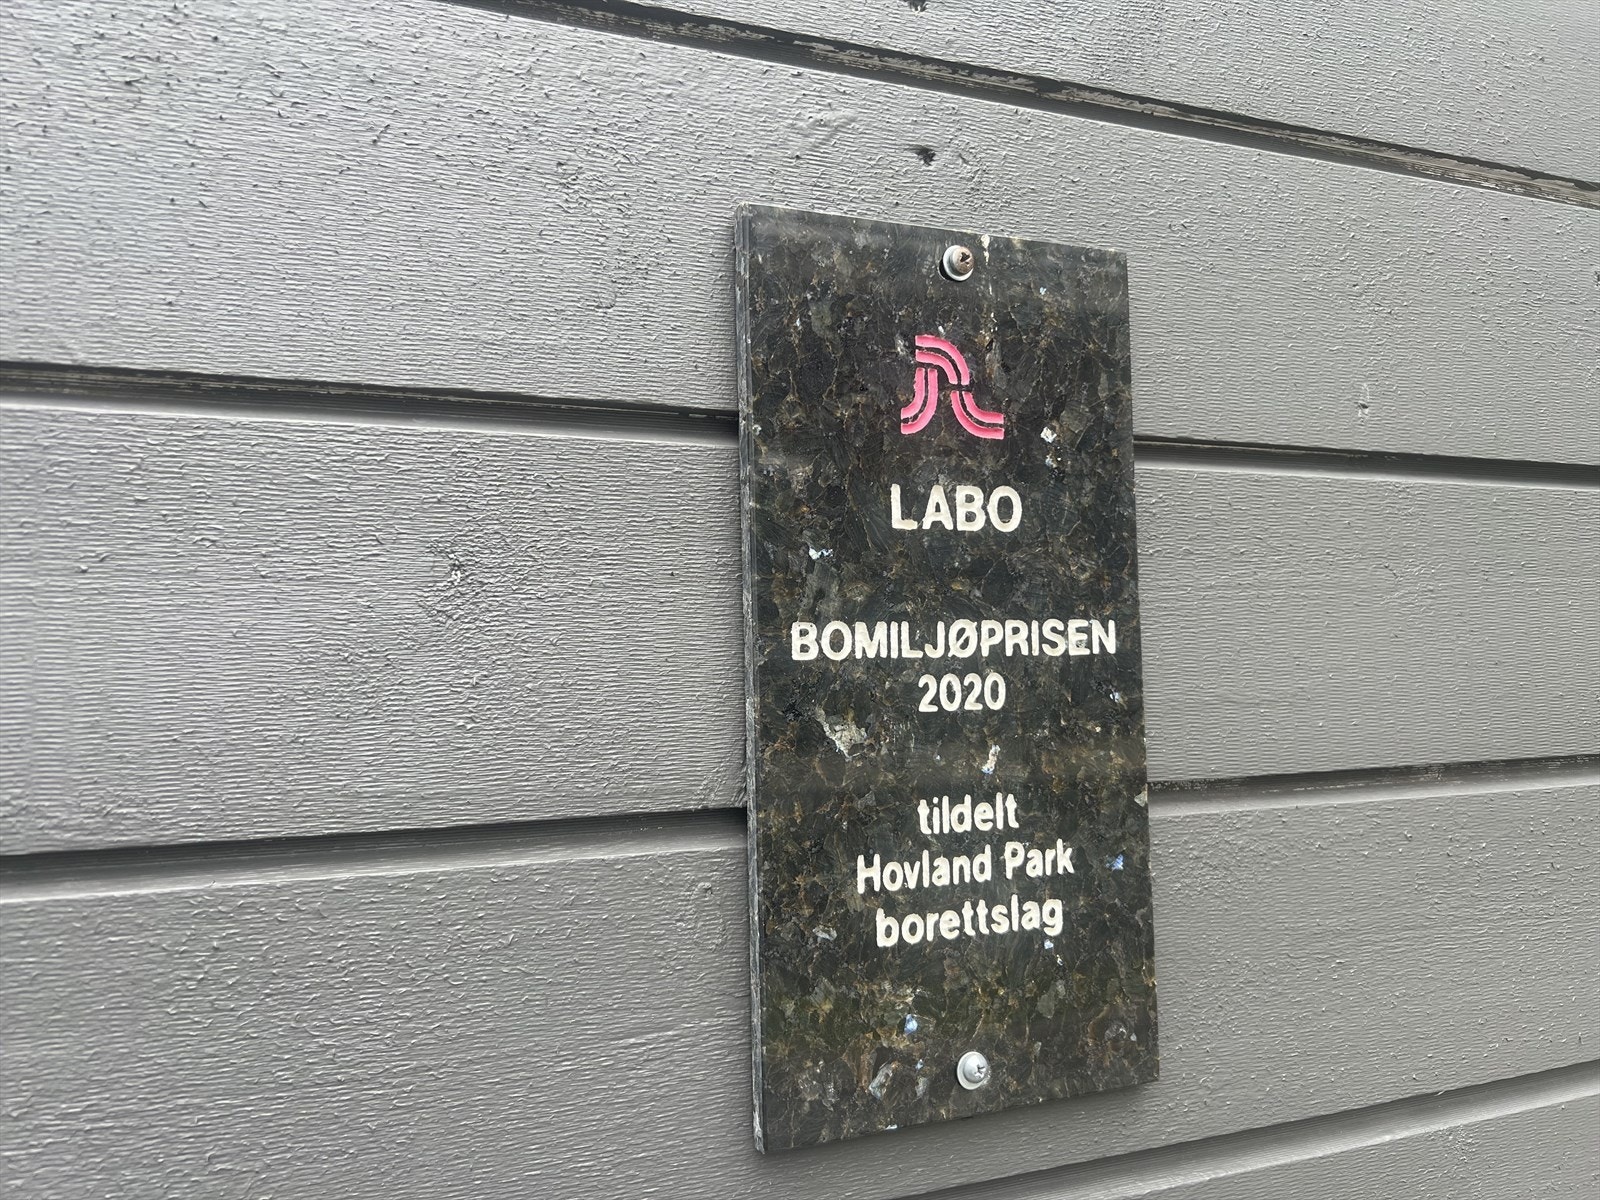 LABO
BOMILJØPRISEN
2020
tildelt
Hovland Park
borettslag